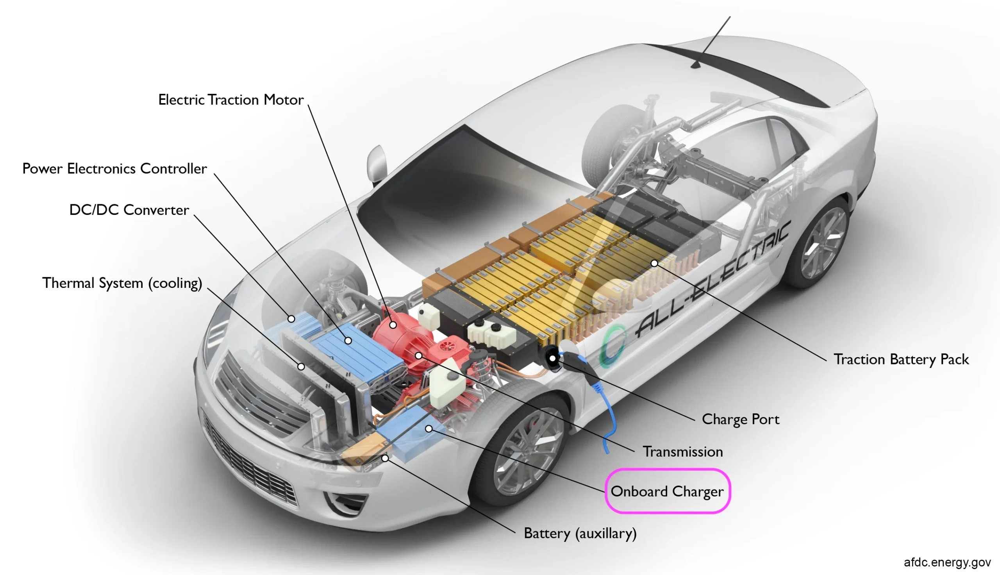 Electric Traction Motor
Power Electronics Controller
DC/DC Converter
Thermal System (cooling)
ALL-ELECTRIC
Traction Battery Pack
Charge Port
Transmission
Onboard Charger
Battery (auxillary)
afdc.energy.gov